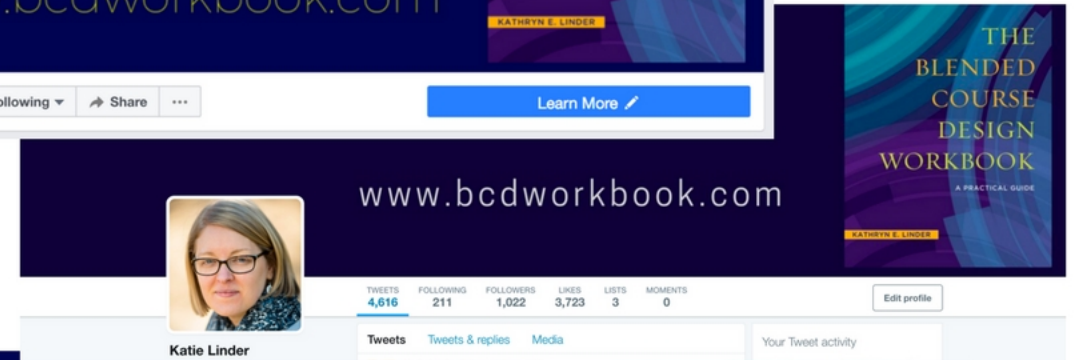 .bcdworkbook.com
KATHRYN E. LINDER
ollowing
Share
Learn More
THE
BLENDED
COURSE
DESIGN
WORKBOOK
A PRACTICAL GUIDE
KATHRYN E. LINDER
www.bcdworkbook.com
TWEETS FOLLOWING FOLLOWERS LIKES LISTS MOMENTS
4,616 211 1,022 3,723 3 0
Edit profile
Katie Linder
Tweets Tweets & replies Media
Your Tweet activity